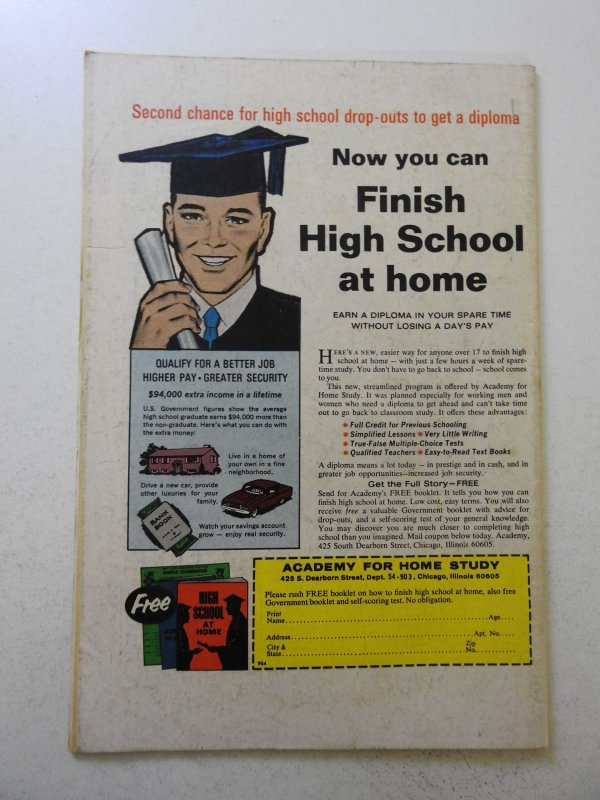 Second chance for high school drop-outs to get a diploma
Now you can
Finish
High School
at home
EARN A DIPLOMA IN YOUR SPARE TIME
WITHOUT LOSING A DAY'S PAY
HERE'S A NEW, easier way for anyone over 17 to finish high
school at home — with just a few hours a week of spare-
time study. You don't have to go back to school — school comes
to you.
This new, streamlined program is offered by Academy for
Home Study. It was planned especially for working men and
women who need a diploma to get ahead and can't take time
out to go back to classroom study. It offers these advantages:
• Full Credit for Previous Schooling
• Simplified Lessons • Very Little Writing
• True-False Multiple-Choice Tests
• Qualified Teachers • Easy-to-Read Text Books
A diploma means a lot today — in prestige and in cash, and in
greater job opportunities—increased job security.
Get the Full Story—FREE
Send for Academy's FREE booklet. It tells you how you can
finish high school at home. Low cost, easy terms. You will also
receive free a valuable Government booklet with advice for
drop-outs, and a self-scoring test of your general knowledge.
You may discover you are much closer to completing high
school than you imagined. Mail coupon below today. Academy,
425 South Dearborn Street, Chicago, Illinois 60605.
QUALIFY FOR A BETTER JOB
HIGHER PAY • GREATER SECURITY
$94,000 extra income in a lifetime
U.S. Government figures show the average
high school graduate earns $94,000 more than
the non-graduate. Here's what you can do with
the extra money:
Live in a home of
your own in a fine
neighborhood.
Drive a new car, provide
other luxuries for your
family.
BANK
BOOK
Watch your savings account
grow — enjoy real security.
Free
HIGH
SCHOOL
AT
HOME
ACADEMY FOR HOME STUDY
425 S. Dearborn Street, Dept. 54-903, Chicago, Illinois 60605
Please rush FREE booklet on how to finish high school at home, also free
Government booklet and self-scoring test. No obligation.
Print
Name Age
Address Apt. No.
City & Zip
State No.